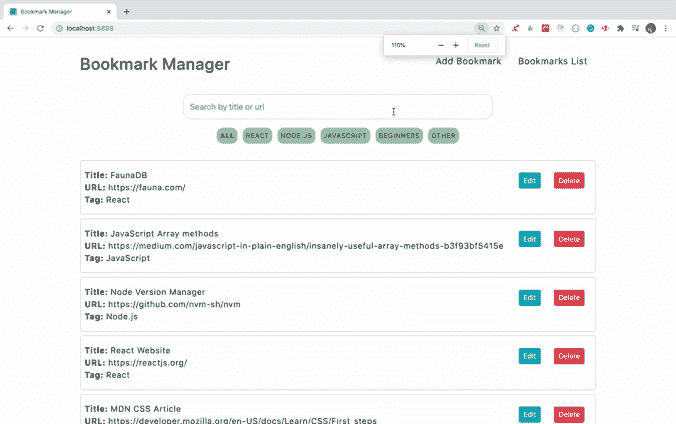 Bookmark Manager
localhost:8888
110%
Reset
Bookmark Manager
Add Bookmark
Bookmarks List
Search by title or url
ALL
REACT
NODE.JS
JAVASCRIPT
BEGINNERS
OTHER
Title: FaunaDB
URL: https://fauna.com/
Tag: React
Edit
Delete
Title: JavaScript Array methods
URL: https://medium.com/javascript-in-plain-english/insanely-useful-array-methods-b3f93bf5415e
Tag: JavaScript
Edit
Delete
Title: Node Version Manager
URL: https://github.com/nvm-sh/nvm
Tag: Node.js
Edit
Delete
Title: React Website
URL: https://reactjs.org/
Tag: React
Edit
Delete
Title: MDN CSS Article
URL: https://developer.mozilla.org/en-US/docs/Learn/CSS/First_steps
Edit
Delete